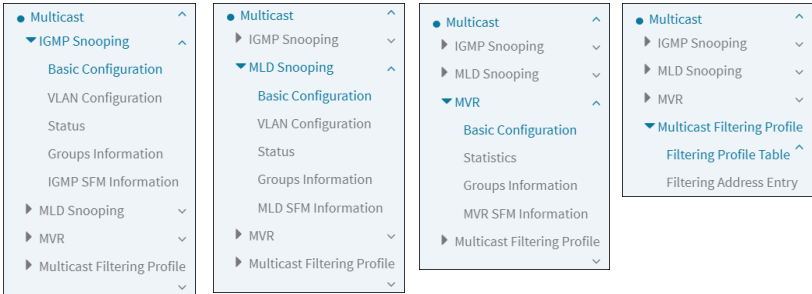 Multicast
IGMP Snooping
Basic Configuration
VLAN Configuration
Status
Groups Information
IGMP SFM Information
MLD Snooping
MVR
Multicast Filtering Profile
Multicast
IGMP Snooping
MLD Snooping
Basic Configuration
VLAN Configuration
Status
Groups Information
MLD SFM Information
MVR
Multicast Filtering Profile
Multicast
IGMP Snooping
MLD Snooping
MVR
Basic Configuration
Statistics
Groups Information
MVR SFM Information
Multicast Filtering Profile
Multicast
IGMP Snooping
MLD Snooping
MVR
Multicast Filtering Profile
Filtering Profile Table
Filtering Address Entry